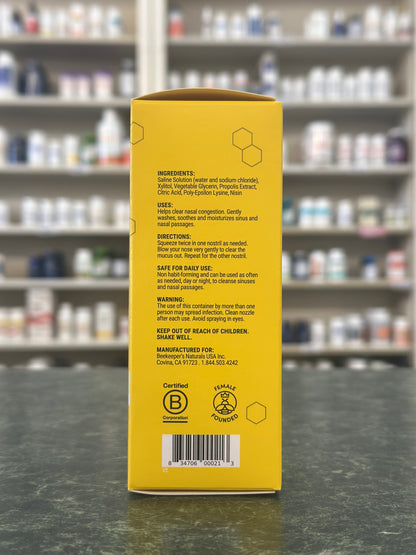 INGREDIENTS:
Saline Solution (water and sodium chloride),
Xylitol, Vegetable Glycerin, Propolis Extract,
Citric Acid, Poly-Epsilon Lysine, Nisin
USES:
Helps clear nasal congestion. Gently
washes, soothes and moisturizes sinus and
nasal passages.
DIRECTIONS:
Squeeze twice in one nostril as needed.
Blow your nose very gently to clear the
mucus out. Repeat for the other nostril.
SAFE FOR DAILY USE:
Non habit-forming and can be used as often
as needed, day or night, to cleanse sinuses
and nasal passages.
WARNING:
The use of this container by more than one
person may spread infection. Clean nozzle
after each use. Avoid spraying in eyes.
KEEP OUT OF REACH OF CHILDREN.
SHAKE WELL.
MANUFACTURED FOR:
Beekeeper's Naturals USA Inc.
Covina, CA 91723 . 1.844.503.4242
Certified
B
Corporation
FEMALE
FOUNDED
8 34706 00021 3